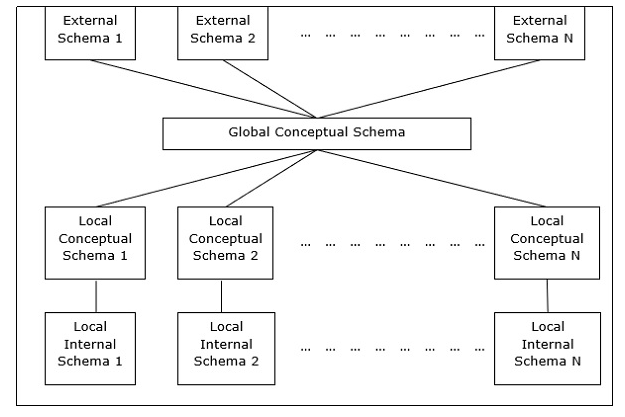 External
Schema 1
External
Schema 2
... ... ... ... ... ... ... ...
External
Schema N
Global Conceptual Schema
Local
Conceptual
Schema 1
Local
Conceptual
Schema 2
... ... ... ... ... ... ... ...
Local
Conceptual
Schema N
Local
Internal
Schema 1
Local
Internal
Schema 2
... ... ... ... ... ... ... ...
Local
Internal
Schema N